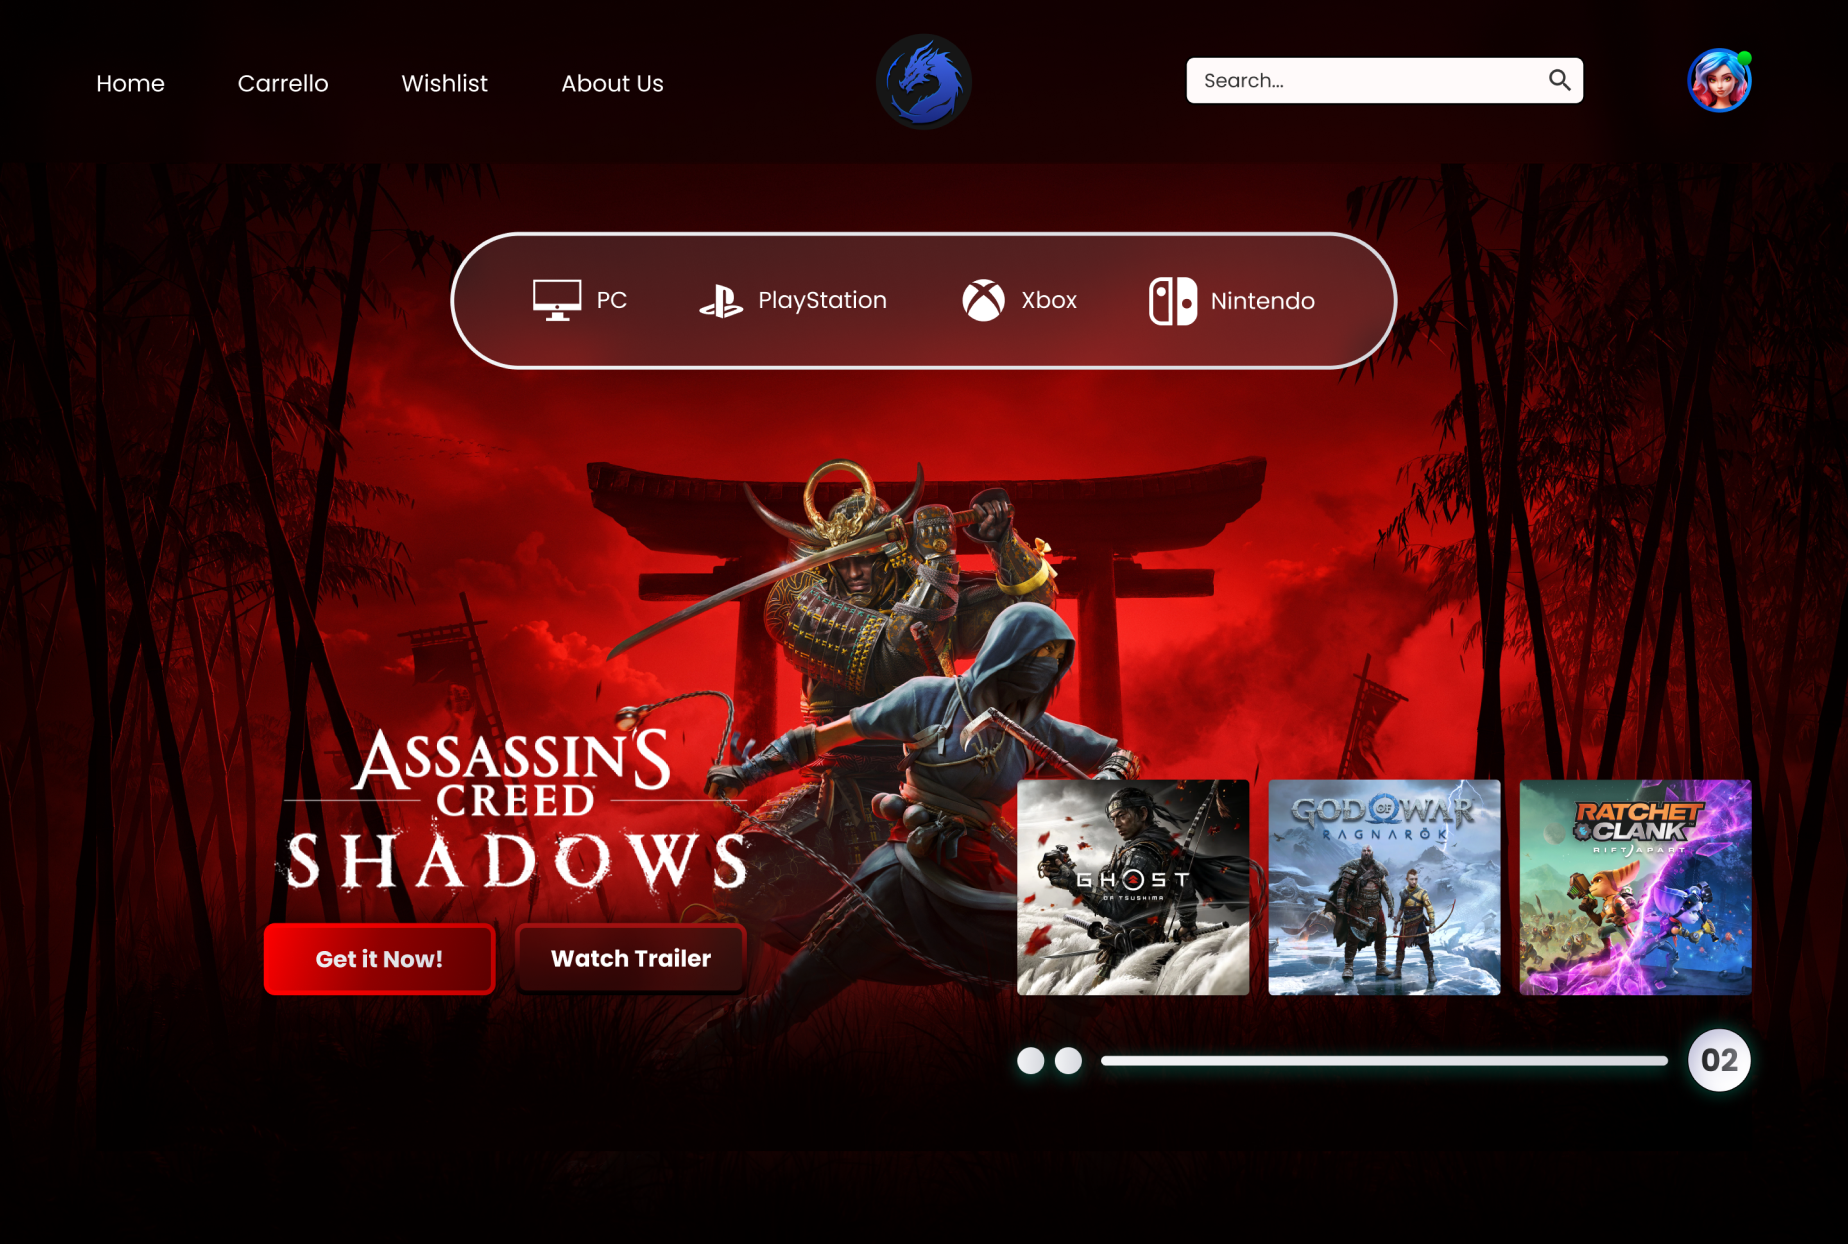 Home
Carrello
Wishlist
About Us
Search...
PC
PlayStation
Xbox
Nintendo
ASSASSIN'S
CREED
SHADOWS
Get it Now!
Watch Trailer
GHOST
OF TSUSHIMA
GOD OF WAR
RAGNARÖK
RATCHET
CLANK
RIFT APART
02